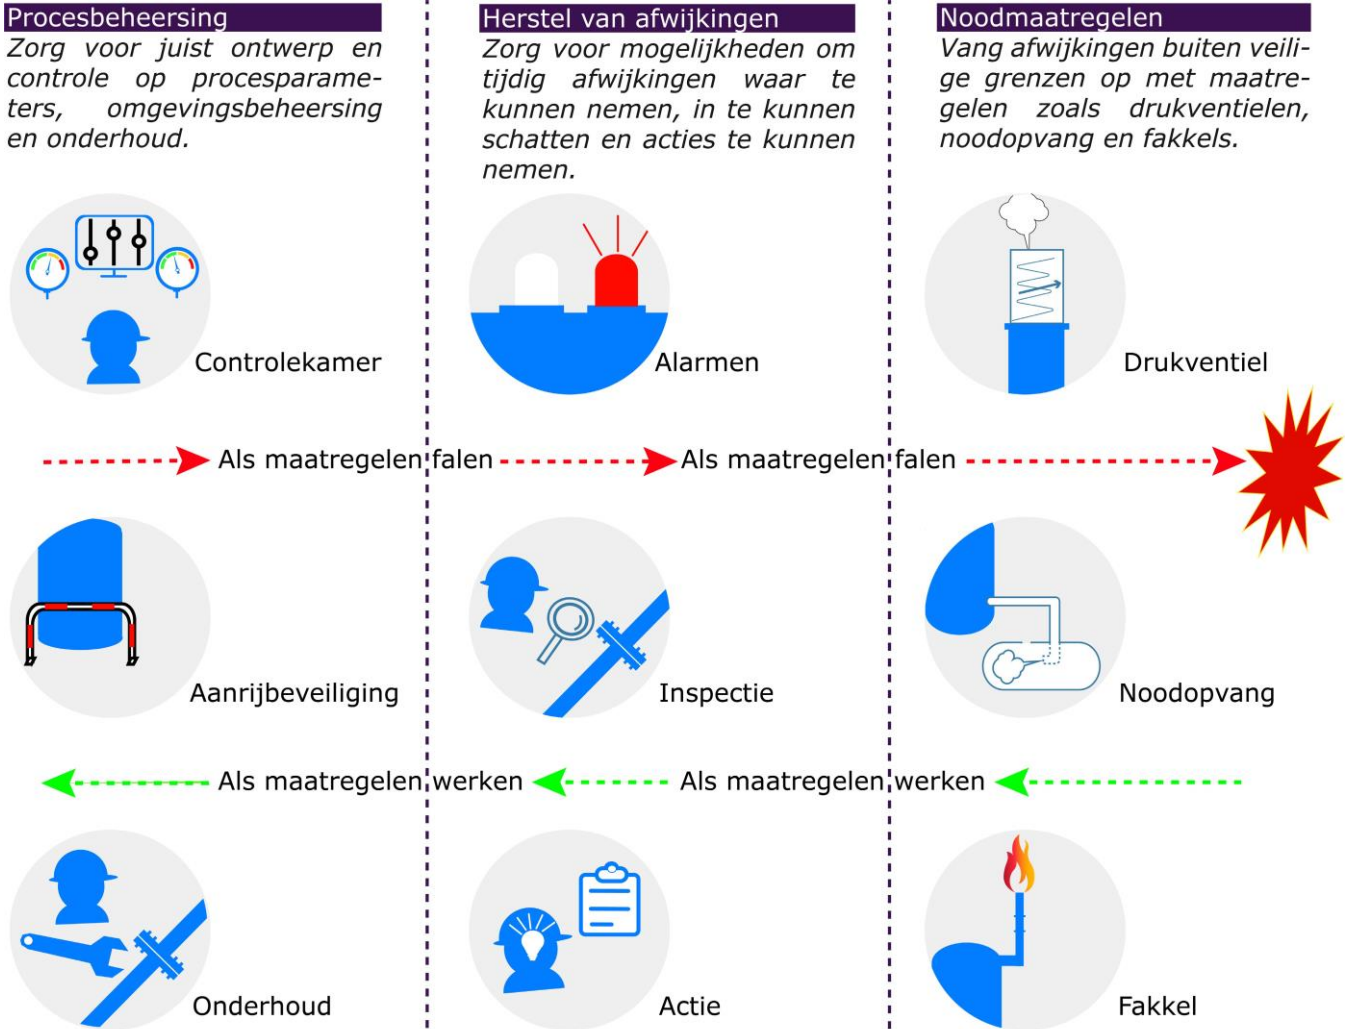 Procesbeheersing
Zorg voor juist ontwerp en
controle op procesparame-
ters, omgevingsbeheersing
en onderhoud.
Herstel van afwijkingen
Zorg voor mogelijkheden om
tijdig afwijkingen waar te
kunnen nemen, in te kunnen
schatten en acties te kunnen
nemen.
Noodmaatregelen
Vang afwijkingen buiten veili-
ge grenzen op met maatre-
gelen zoals drukventielen,
noodopvang en fakkels.
Controlekamer
Alarmen
Drukventiel
Als maatregelen falen
Als maatregelen falen
Aanrijbeveiliging
Inspectie
Noodopvang
Als maatregelen werken
Als maatregelen werken
Onderhoud
Actie
Fakkel